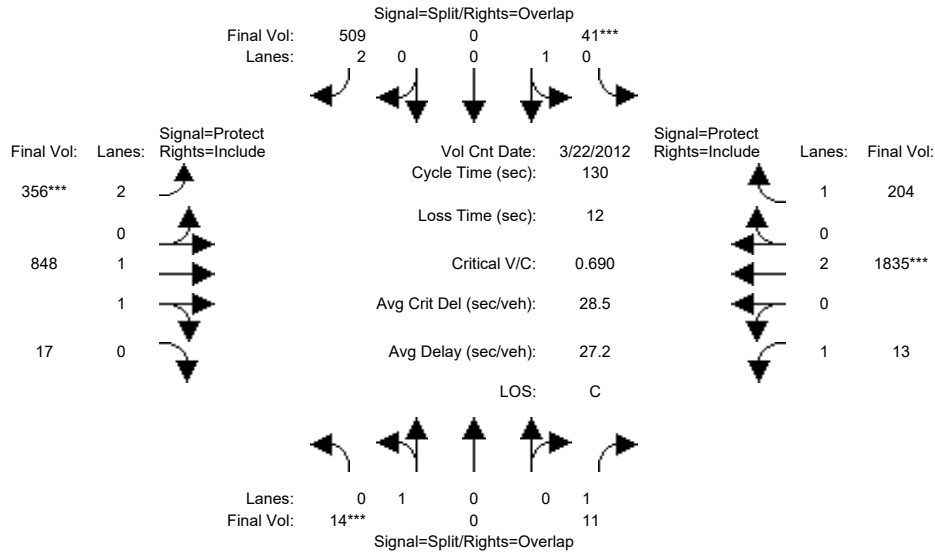 Signal=Split/Rights=Overlap
Final Vol: 509 0 41***
Lanes: 2 0 0 1 0
Signal=Protect
Final Vol: Lanes: Rights=Include
Vol Cnt Date: 3/22/2012
Signal=Protect
Rights=Include Lanes: Final Vol:
Cycle Time (sec): 130
356*** 2
1 204
Loss Time (sec): 12
0
0
848 1
Critical V/C: 0.690
2 1835***
1
Avg Crit Del (sec/veh): 28.5
0
17 0
Avg Delay (sec/veh): 27.2
1 13
LOS: C
Lanes: 0 1 0 0 1
Final Vol: 14*** 0 11
Signal=Split/Rights=Overlap